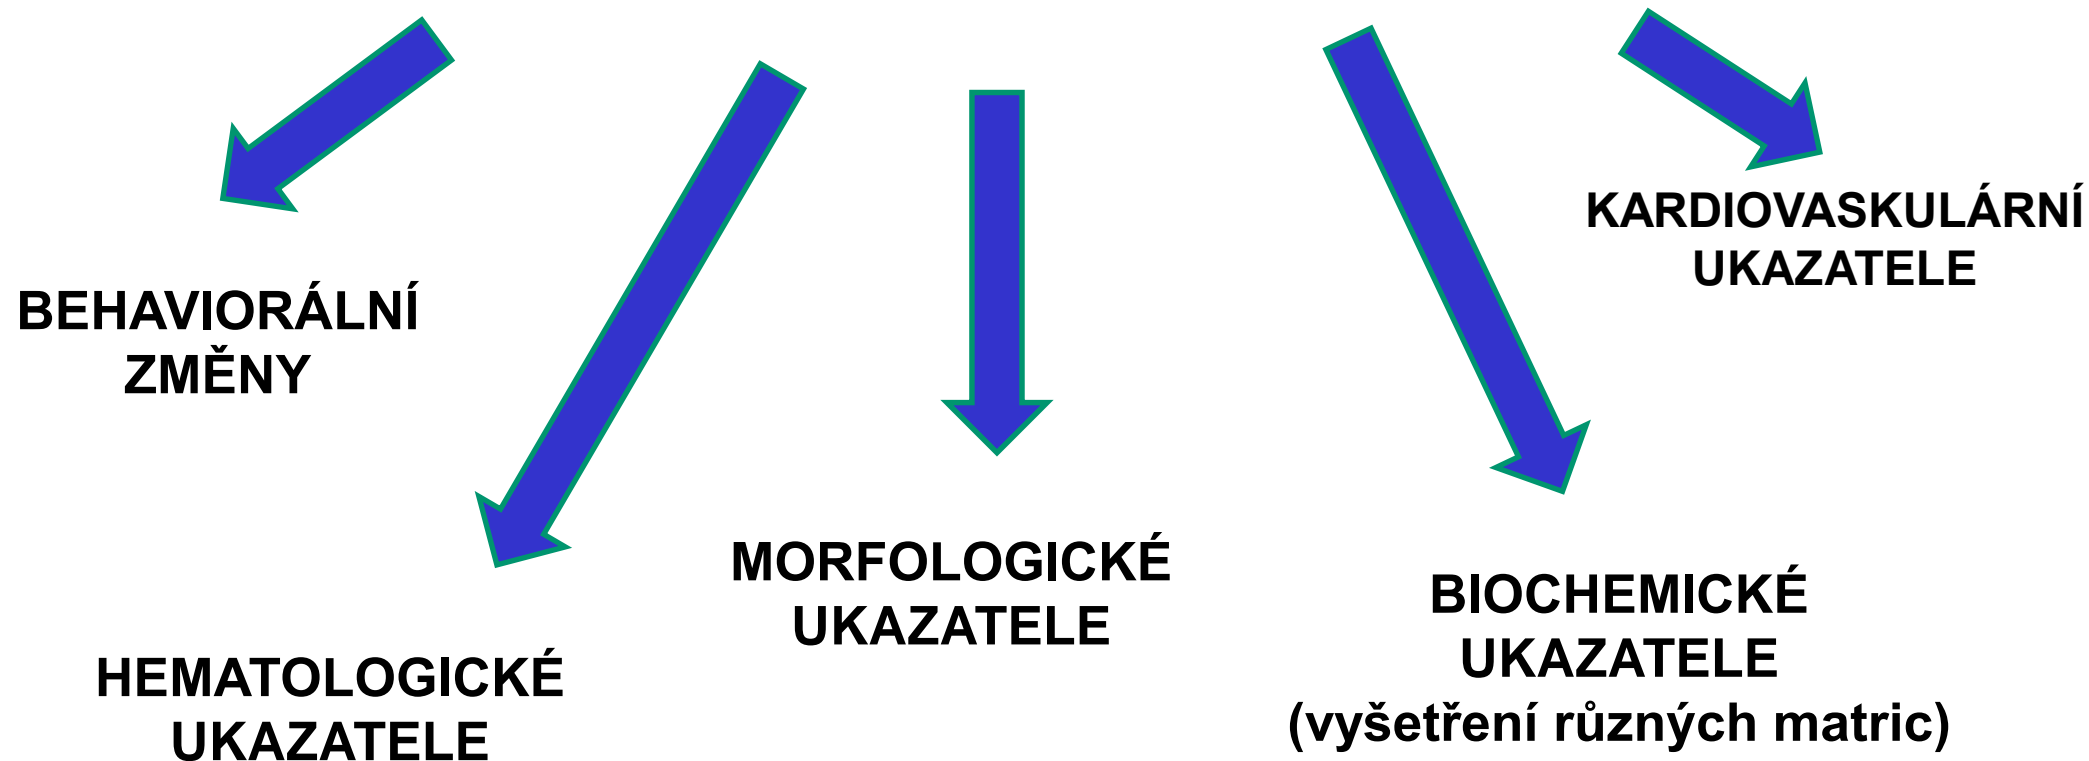 BEHAVIORÁLNÍ
ZMĚNY
HEMATOLOGICKÉ
UKAZATELE
MORFOLOGICKÉ
UKAZATELE
BIOCHEMICKÉ
UKAZATELE
(vyšetření různých matric)
KARDIOVASKULÁRNÍ
UKAZATELE